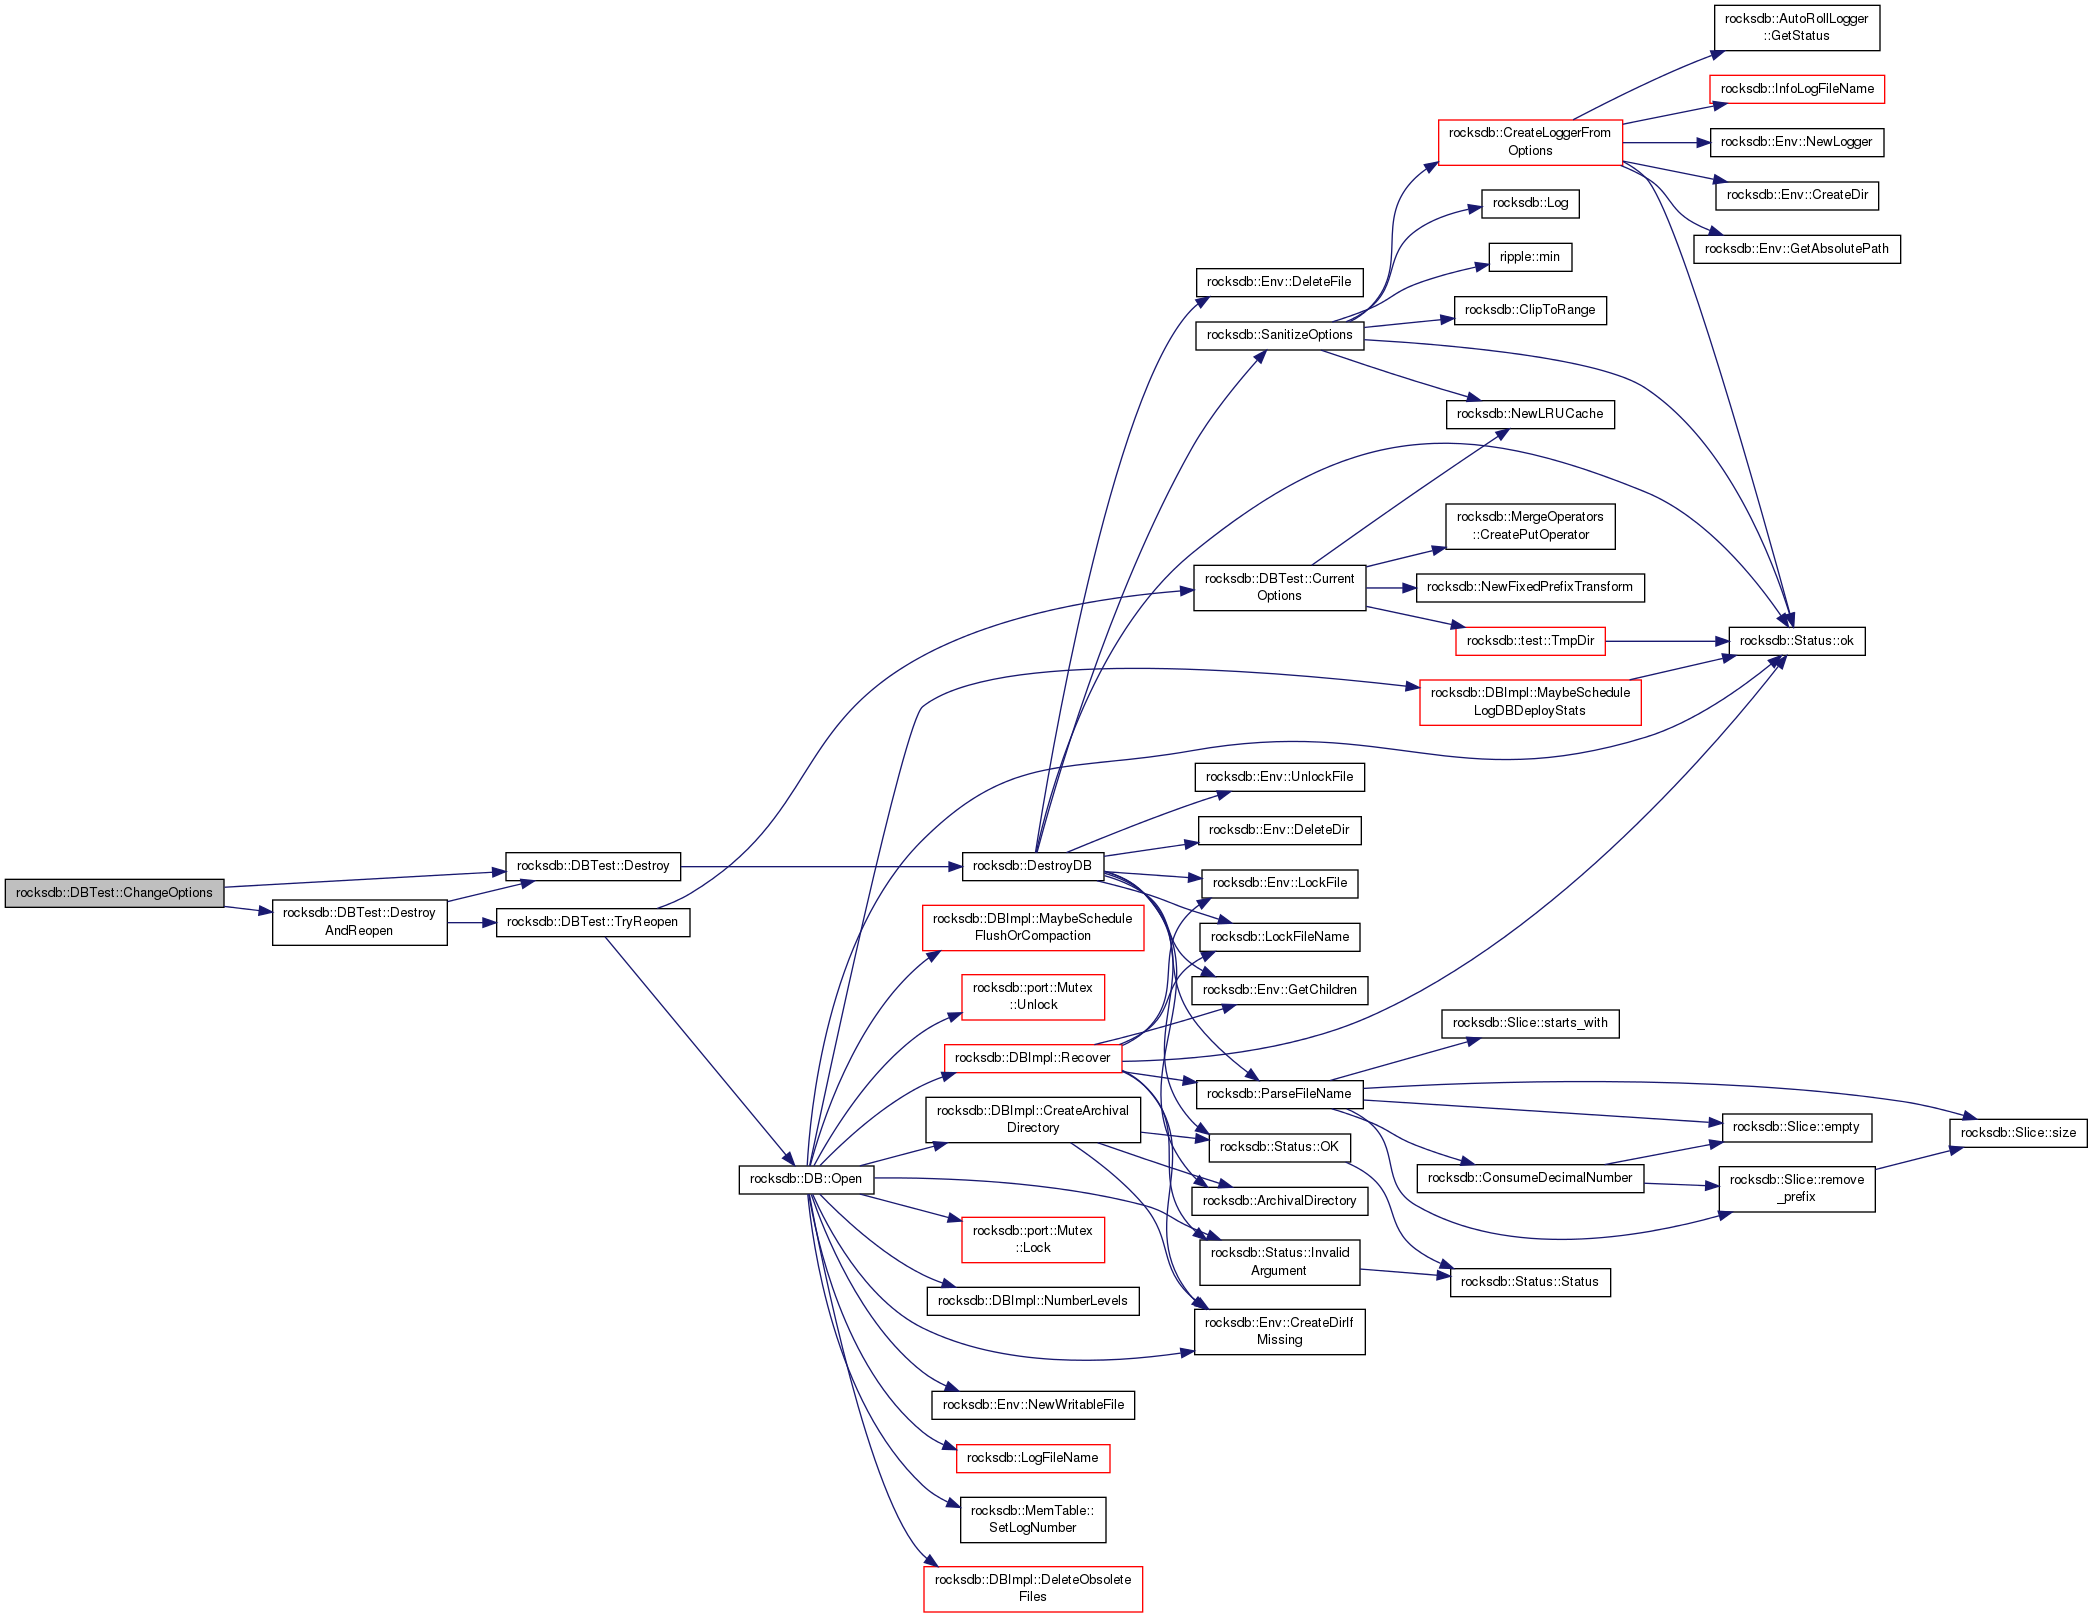 rocksdb::AutoRollLogger
::GetStatus
rocksdb::InfoLogFileName
rocksdb::CreateLoggerFrom
Options
rocksdb::Env::NewLogger
rocksdb::Env::CreateDir
rocksdb::Log
rocksdb::Env::GetAbsolutePath
ripple::min
rocksdb::Env::DeleteFile
rocksdb::ClipToRange
rocksdb::SanitizeOptions
rocksdb::NewLRUCache
rocksdb::MergeOperators
::CreatePutOperator
rocksdb::DBTest::Current
Options
rocksdb::NewFixedPrefixTransform
rocksdb::test::TmpDir
rocksdb::Status::ok
rocksdb::DBImpl::MaybeSchedule
LogDBDeployStats
rocksdb::Env::UnlockFile
rocksdb::Env::DeleteDir
rocksdb::DBTest::Destroy
rocksdb::DestroyDB
rocksdb::Env::LockFile
rocksdb::DBTest::ChangeOptions
rocksdb::DBTest::Destroy
AndReopen
rocksdb::DBTest::TryReopen
rocksdb::DBImpl::MaybeSchedule
FlushOrCompaction
rocksdb::LockFileName
rocksdb::port::Mutex
::Unlock
rocksdb::Env::GetChildren
rocksdb::Slice::starts_with
rocksdb::DBImpl::Recover
rocksdb::ParseFileName
rocksdb::DBImpl::CreateArchival
Directory
rocksdb::Slice::empty
rocksdb::Slice::size
rocksdb::Status::OK
rocksdb::DB::Open
rocksdb::ConsumeDecimalNumber
rocksdb::Slice::remove
_prefix
rocksdb::ArchivalDirectory
rocksdb::port::Mutex
::Lock
rocksdb::Status::Invalid
Argument
rocksdb::Status::Status
rocksdb::DBImpl::NumberLevels
rocksdb::Env::CreateDirIf
Missing
rocksdb::Env::NewWritableFile
rocksdb::LogFileName
rocksdb::MemTable::
SetLogNumber
rocksdb::DBImpl::DeleteObsolete
Files